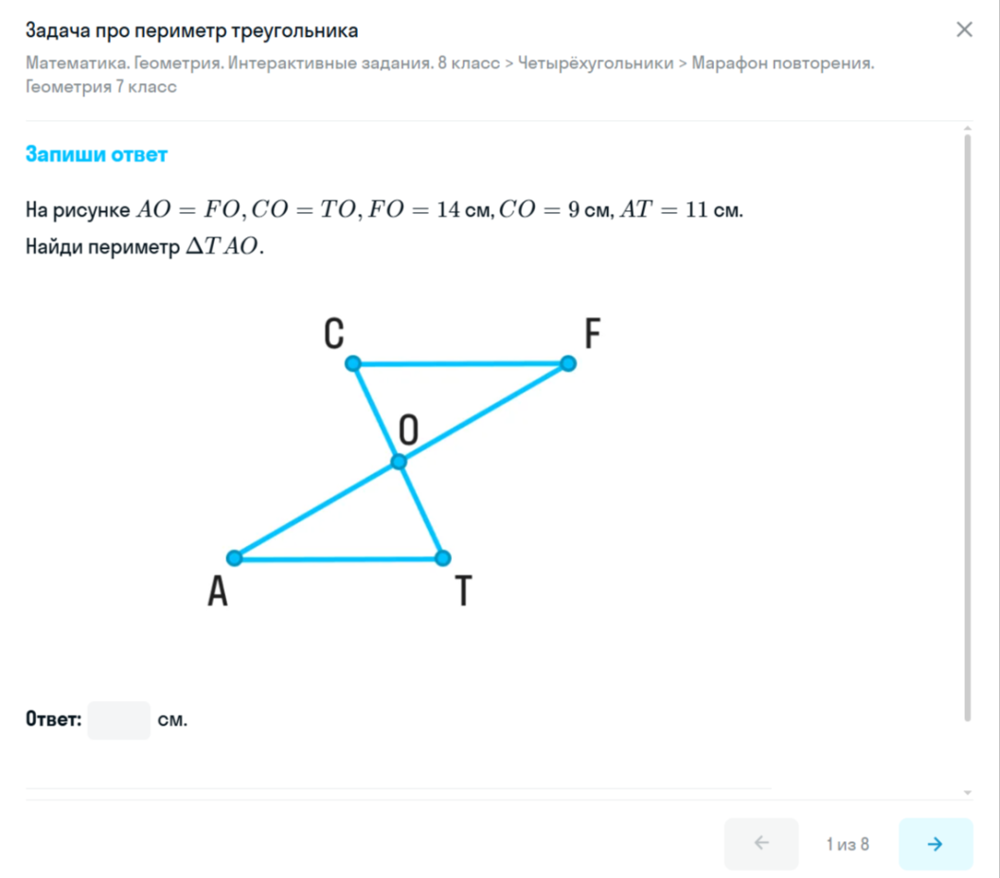 Задача про периметр треугольника
Математика. Геометрия. Интерактивные задания. 8 класс > Четырёхугольники > Марафон повторения.
Геометрия 7 класс
Запиши ответ
На рисунке AO = FO, CO = TO, FO = 14 см, CO = 9 см, AT = 11 см.
Найди периметр ΔTAO.
C F
O
A T
Ответ: см.
1 из 8